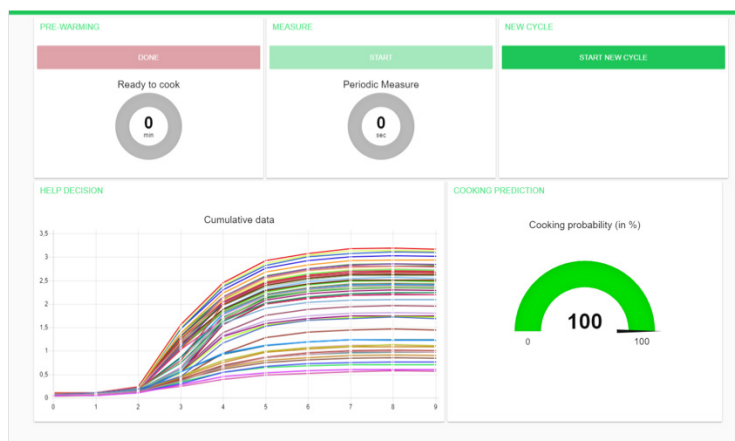 PRE-WARMING
MEASURE
NEW CYCLE
DONE
START
START NEW CYCLE
Ready to cook
Periodic Measure
0
min
0
sec
HELP DECISION
COOKING PREDICTION
Cumulative data
Cooking probability (in %)
3,5
3
2,5
2
1,5
1
0,5
0
0 1 2 3 4 5 6 7 8 9
100
0 100